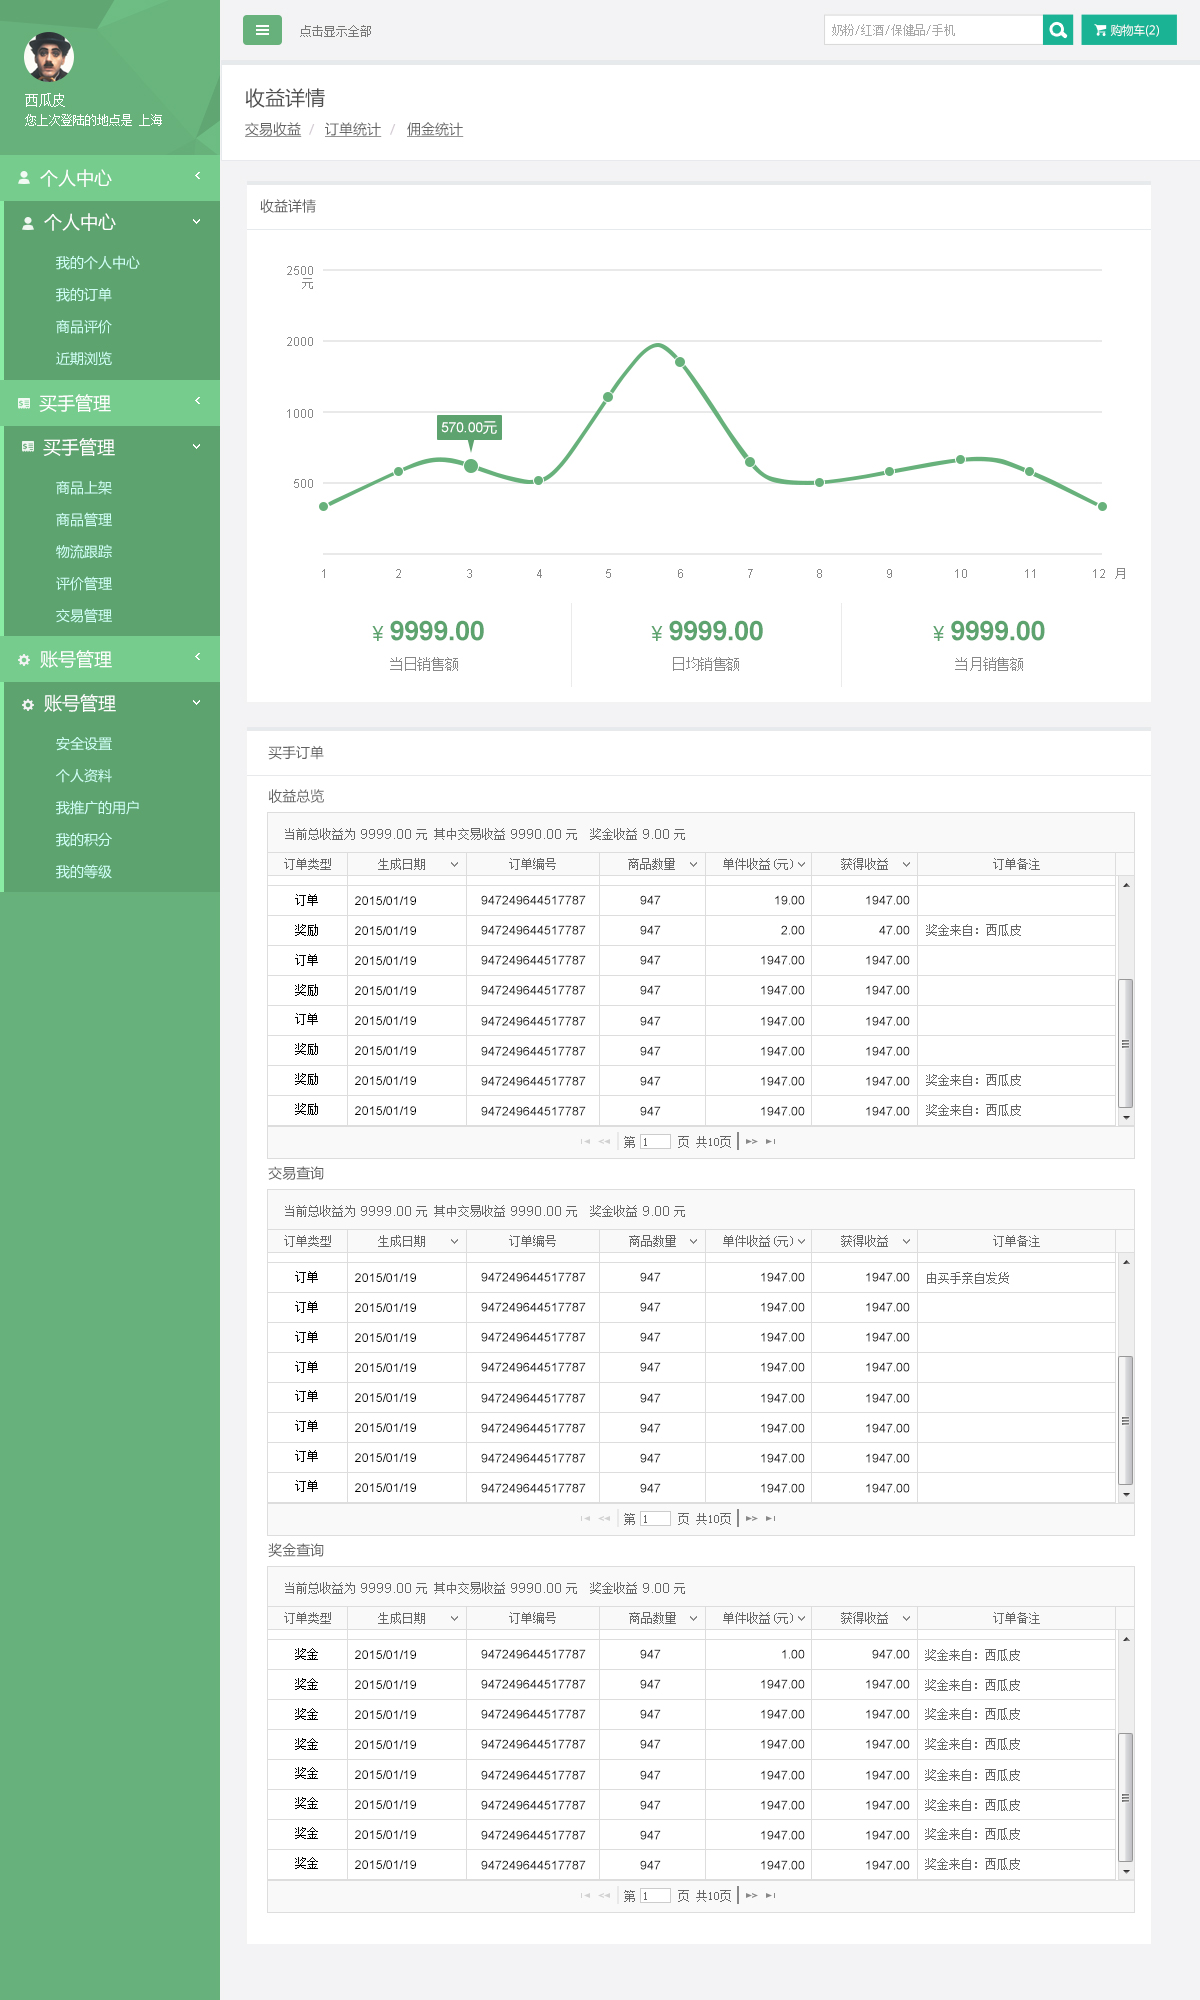 点击显示全部
奶粉/红酒/保健品/手机
购物车(2)
西瓜皮
您上次登陆的地点是 上海
个人中心
个人中心
我的个人中心
我的订单
商品评价
近期浏览
买手管理
买手管理
商品上架
商品管理
物流跟踪
评价管理
交易管理
账号管理
账号管理
安全设置
个人资料
我推广的用户
我的积分
我的等级
收益详情
交易收益 / 订单统计 / 佣金统计
收益详情
2500
元
2000
1000
570.00元
500
1 2 3 4 5 6 7 8 9 10 11 12 月
¥ 9999.00 ¥ 9999.00 ¥ 9999.00
当日销售额 日均销售额 当月销售额
买手订单
收益总览
当前总收益为 9999.00 元 其中交易收益 9990.00 元 奖金收益 9.00 元
订单类型 生成日期 订单编号 商品数量 单件收益(元) 获得收益 订单备注
订单 2015/01/19 947249644517787 947 19.00 1947.00
奖励 2015/01/19 947249644517787 947 2.00 47.00 奖金来自：西瓜皮
订单 2015/01/19 947249644517787 947 1947.00 1947.00
奖励 2015/01/19 947249644517787 947 1947.00 1947.00
订单 2015/01/19 947249644517787 947 1947.00 1947.00
奖励 2015/01/19 947249644517787 947 1947.00 1947.00
奖励 2015/01/19 947249644517787 947 1947.00 1947.00 奖金来自：西瓜皮
奖励 2015/01/19 947249644517787 947 1947.00 1947.00 奖金来自：西瓜皮
第 1 页 共10页
交易查询
当前总收益为 9999.00 元 其中交易收益 9990.00 元 奖金收益 9.00 元
订单类型 生成日期 订单编号 商品数量 单件收益(元) 获得收益 订单备注
订单 2015/01/19 947249644517787 947 1947.00 1947.00 由买手亲自发货
订单 2015/01/19 947249644517787 947 1947.00 1947.00
订单 2015/01/19 947249644517787 947 1947.00 1947.00
订单 2015/01/19 947249644517787 947 1947.00 1947.00
订单 2015/01/19 947249644517787 947 1947.00 1947.00
订单 2015/01/19 947249644517787 947 1947.00 1947.00
订单 2015/01/19 947249644517787 947 1947.00 1947.00
订单 2015/01/19 947249644517787 947 1947.00 1947.00
第 1 页 共10页
奖金查询
当前总收益为 9999.00 元 其中交易收益 9990.00 元 奖金收益 9.00 元
订单类型 生成日期 订单编号 商品数量 单件收益(元) 获得收益 订单备注
奖金 2015/01/19 947249644517787 947 1.00 947.00 奖金来自：西瓜皮
奖金 2015/01/19 947249644517787 947 1947.00 1947.00 奖金来自：西瓜皮
奖金 2015/01/19 947249644517787 947 1947.00 1947.00 奖金来自：西瓜皮
奖金 2015/01/19 947249644517787 947 1947.00 1947.00 奖金来自：西瓜皮
奖金 2015/01/19 947249644517787 947 1947.00 1947.00 奖金来自：西瓜皮
奖金 2015/01/19 947249644517787 947 1947.00 1947.00 奖金来自：西瓜皮
奖金 2015/01/19 947249644517787 947 1947.00 1947.00 奖金来自：西瓜皮
奖金 2015/01/19 947249644517787 947 1947.00 1947.00 奖金来自：西瓜皮
第 1 页 共10页